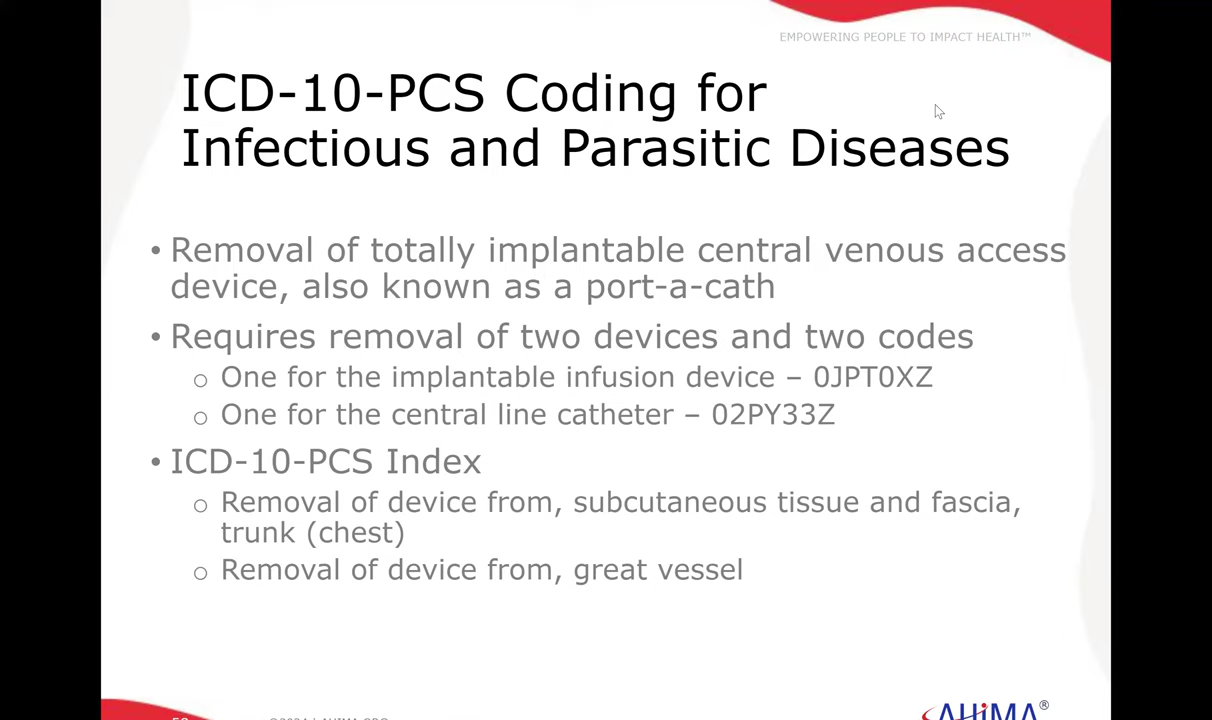 EMPOWERING PEOPLE TO IMPACT HEALTH™
ICD-10-PCS Coding for
Infectious and Parasitic Diseases
• Removal of totally implantable central venous access
device, also known as a port-a-cath
• Requires removal of two devices and two codes
o One for the implantable infusion device – 0JPT0XZ
o One for the central line catheter – 02PY33Z
• ICD-10-PCS Index
o Removal of device from, subcutaneous tissue and fascia,
trunk (chest)
o Removal of device from, great vessel
AHIMA®